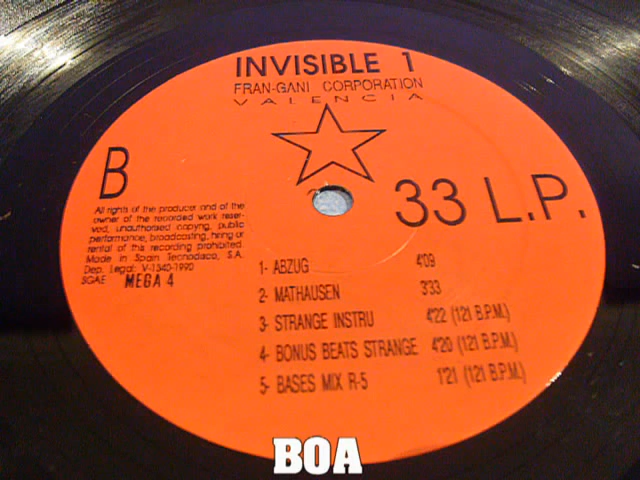 INVISIBLE 1
FRAN-GANI CORPORATION
VALENCIA
B
33 L.P.
All rights of the producer and of the
owner of the recorded work reser-
ved, unauthorised copyng, public
performance, broadcasting, hiring or
rental of this recording prohibited.
Made in Spain Tecnodisco, S.A.
Dep. Legal: V-1340-1990
SGAE MEGA 4
1- ABZUG 4'09
2- MATHAUSEN 3'33
3- STRANGE INSTRU 4'22 (121 B.P.M.)
4- BONUS BEATS STRANGE 4'20 (121 B.P.M.)
5- BASES MIX R-5 1'21 (121 B.P.M.)
BOA